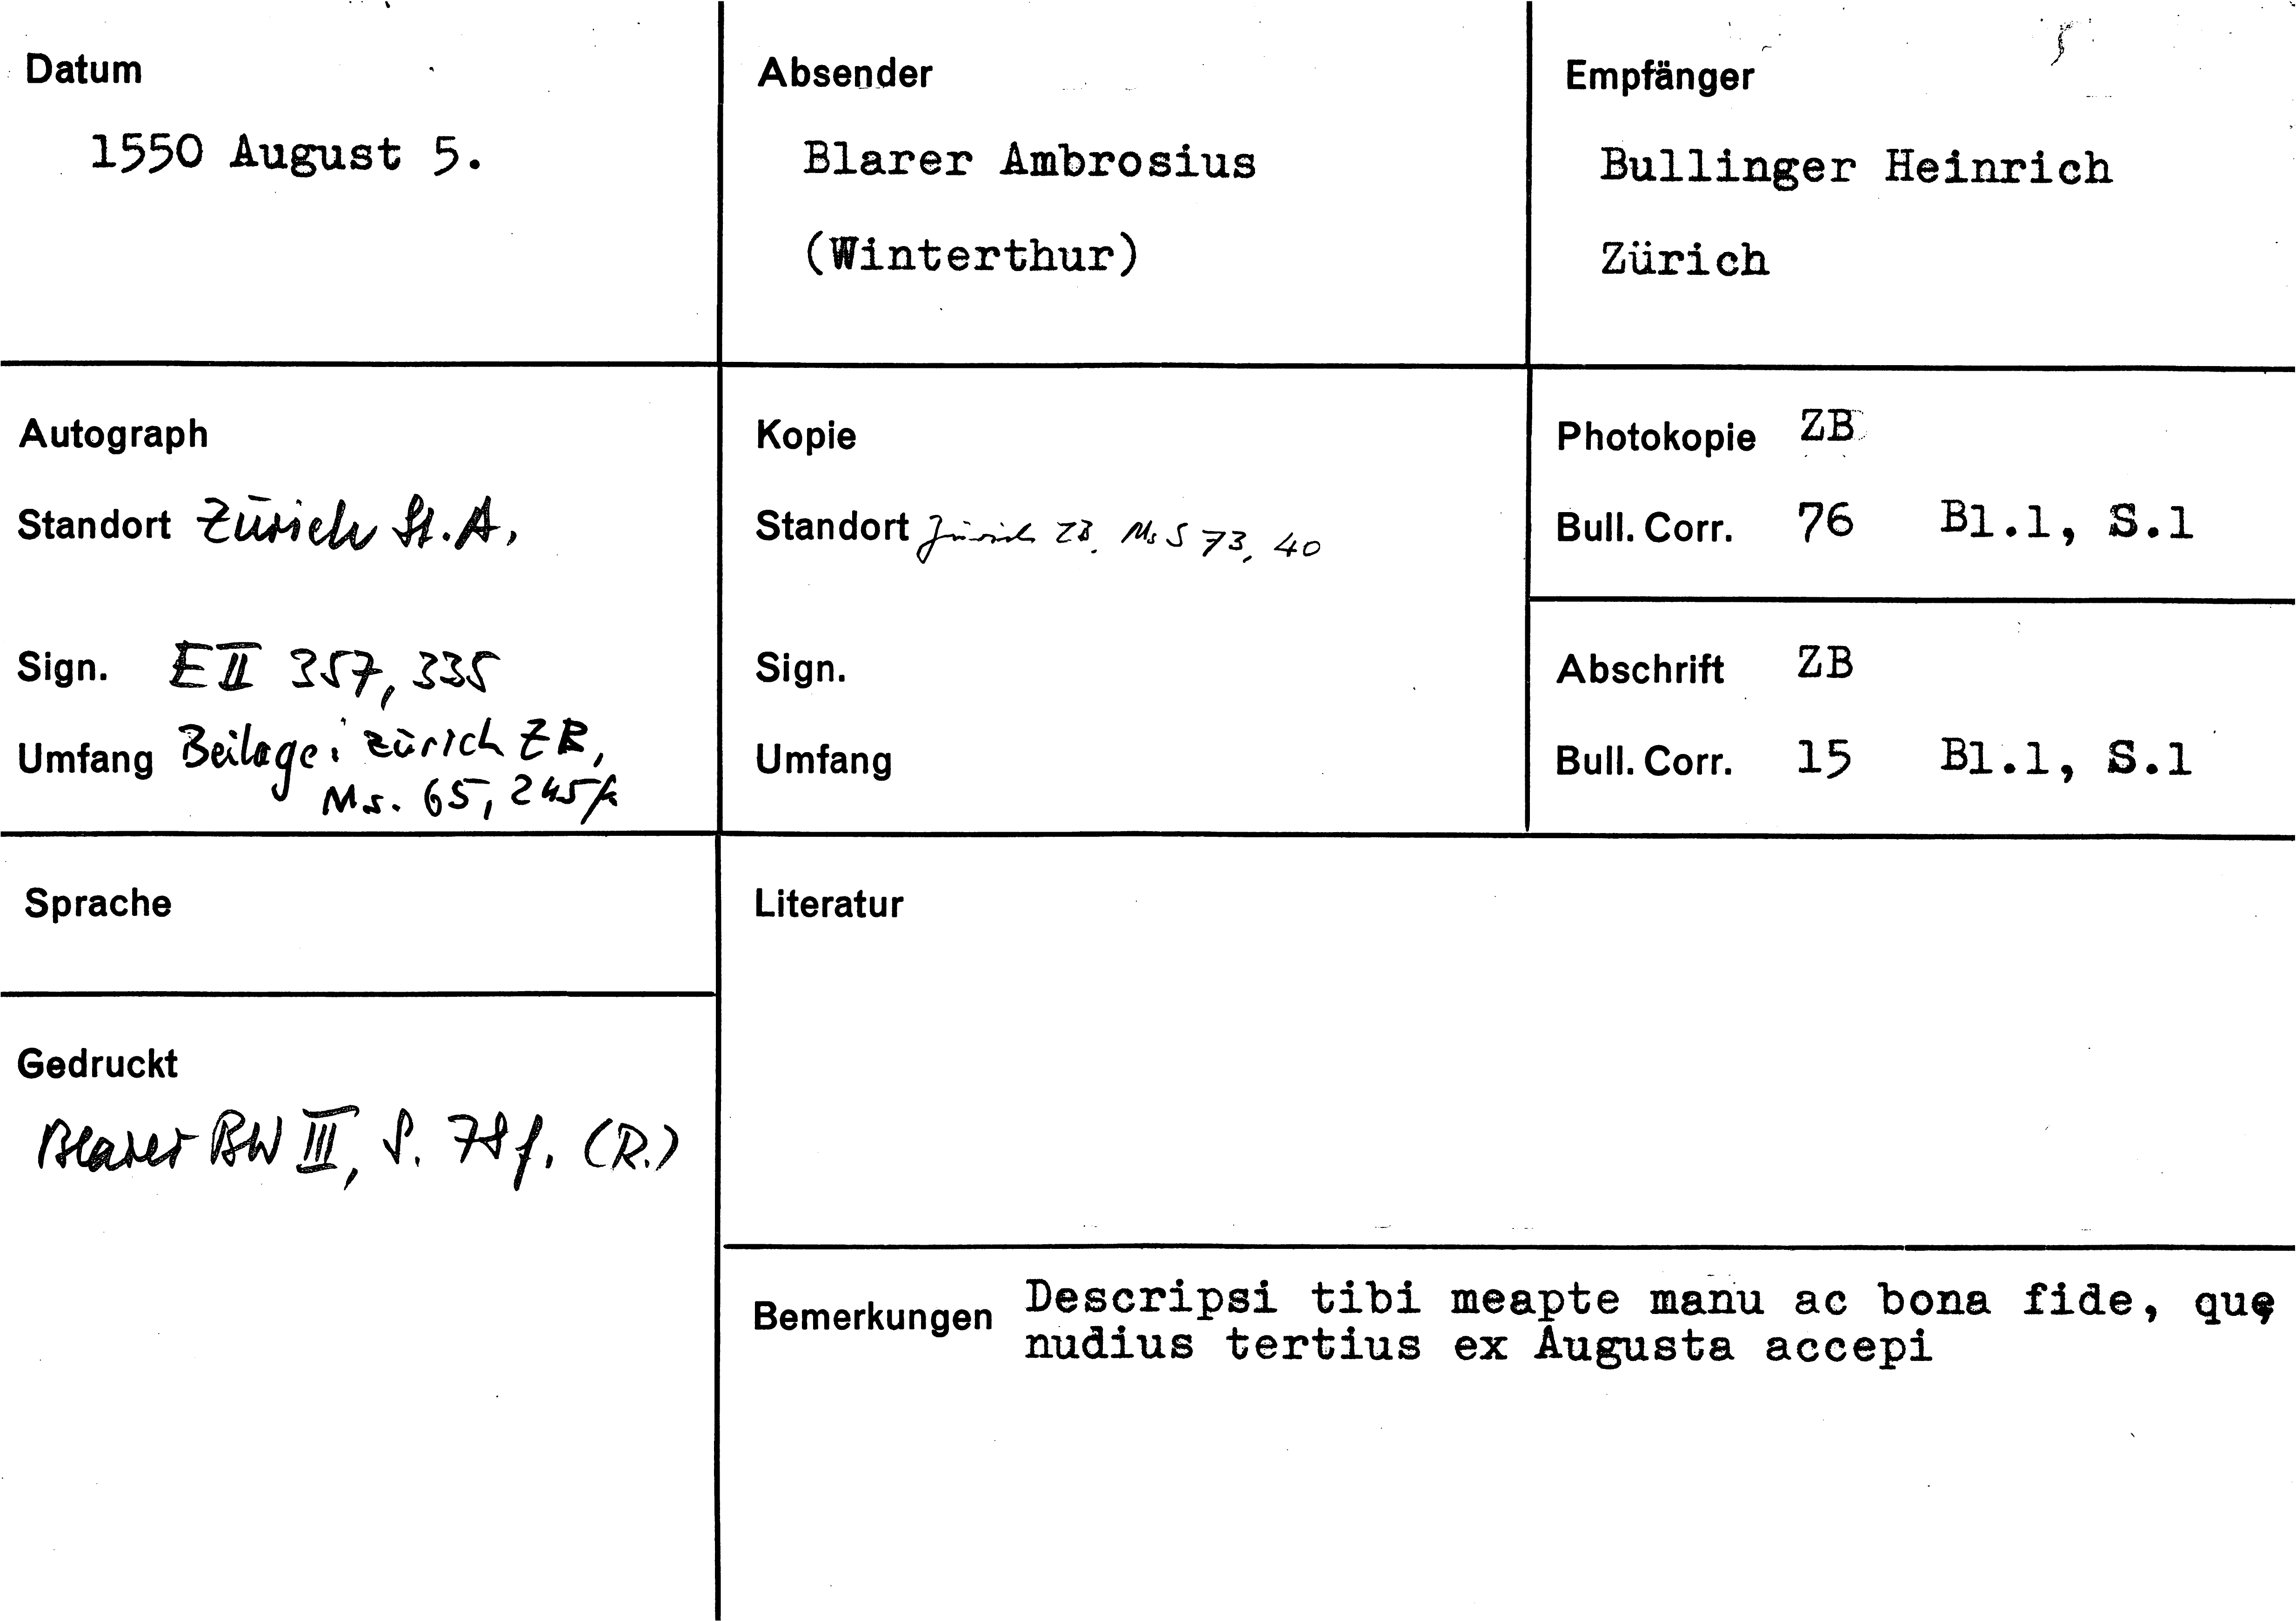 Datum
1550 August 5.
Absender
Blarer Ambrosius
(Winterthur)
Empfänger
Bullinger Heinrich
Zürich
Autograph
Standort Zürich St.A.
Sign. E II 357, 335
Umfang Beilage: Zürich ZB,
Ms. 65,
Kopie
Standort Zürich ZB, Ms S 73, 40
Sign.
Umfang
Photokopie ZB
Bull. Corr. 76 Bl.1, S.1
Abschrift ZB
Bull. Corr. 15 Bl.1, S.1
Sprache
Gedruckt
Blarer BW III, S. 78f. (R.)
Literatur
Bemerkungen Descripsi tibi meapte manu ac bona fide, quę
nudius tertius ex Augusta accepi